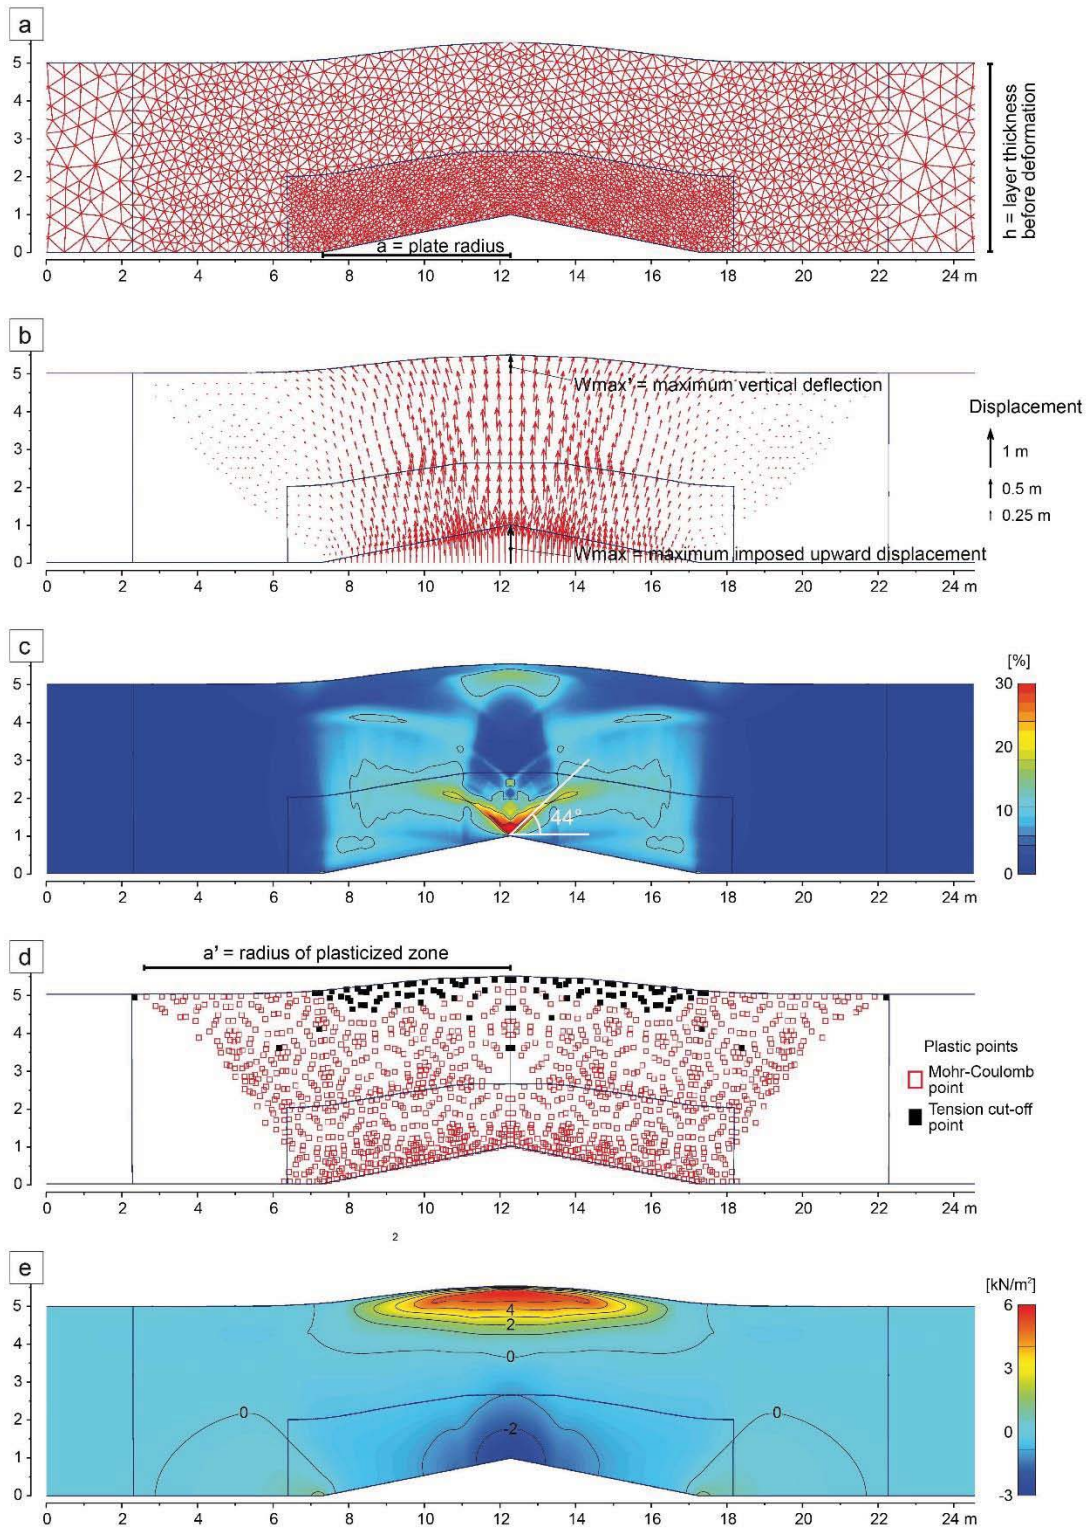 a
5
4
3
2
1
0
h = layer thickness
before deformation
a = plate radius
0 2 4 6 8 10 12 14 16 18 20 22 24 m
b
5
4
3
2
1
0
Wmax' = maximum vertical deflection
Displacement
1 m
0.5 m
0.25 m
Wmax = maximum imposed upward displacement
0 2 4 6 8 10 12 14 16 18 20 22 24 m
c
[%]
5
4
3
2
1
0
44°
30
20
10
0
0 2 4 6 8 10 12 14 16 18 20 22 24 m
d
a' = radius of plasticized zone
5
4
3
2
1
0
Plastic points
Mohr-Coulomb
point
Tension cut-off
point
0 2 4 6 8 10 12 14 16 18 20 22 24 m
2
e
[kN/m²]
5
4
3
2
1
0
4
2
0
0
-2
0
6
3
0
-3
0 2 4 6 8 10 12 14 16 18 20 22 24 m